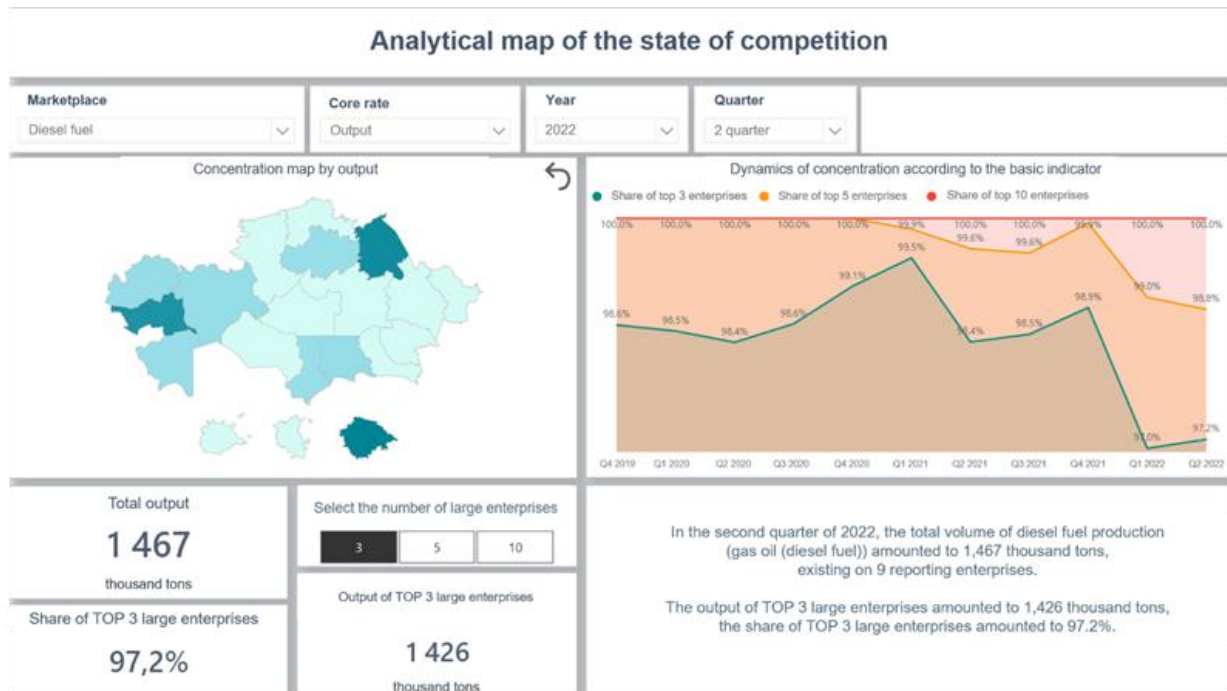 Analytical map of the state of competition
Marketplace
Diesel fuel
Core rate
Output
Year
2022
Quarter
2 quarter
Concentration map by output
Dynamics of concentration according to the basic indicator
Share of top 3 enterprises
Share of top 5 enterprises
Share of top 10 enterprises
100,0% 100,0% 100,0% 100,0% 100,0% 99,9% 100,0% 100,0% 99,9% 100,0% 100,0%
99,6% 99,6% 99,0% 98,8%
98,6% 98,5% 98,4% 98,6% 99,1% 99,5% 98,4% 98,5% 98,9% 97,0% 97,2%
Q4 2019 Q1 2020 Q2 2020 Q3 2020 Q4 2020 Q1 2021 Q2 2021 Q3 2021 Q4 2021 Q1 2022 Q2 2022
Total output
1 467
thousand tons
Select the number of large enterprises
3 5 10
Share of TOP 3 large enterprises
97,2%
Output of TOP 3 large enterprises
1 426
thousand tons
In the second quarter of 2022, the total volume of diesel fuel production
(gas oil (diesel fuel)) amounted to 1,467 thousand tons,
existing on 9 reporting enterprises.
The output of TOP 3 large enterprises amounted to 1,426 thousand tons,
the share of TOP 3 large enterprises amounted to 97.2%.